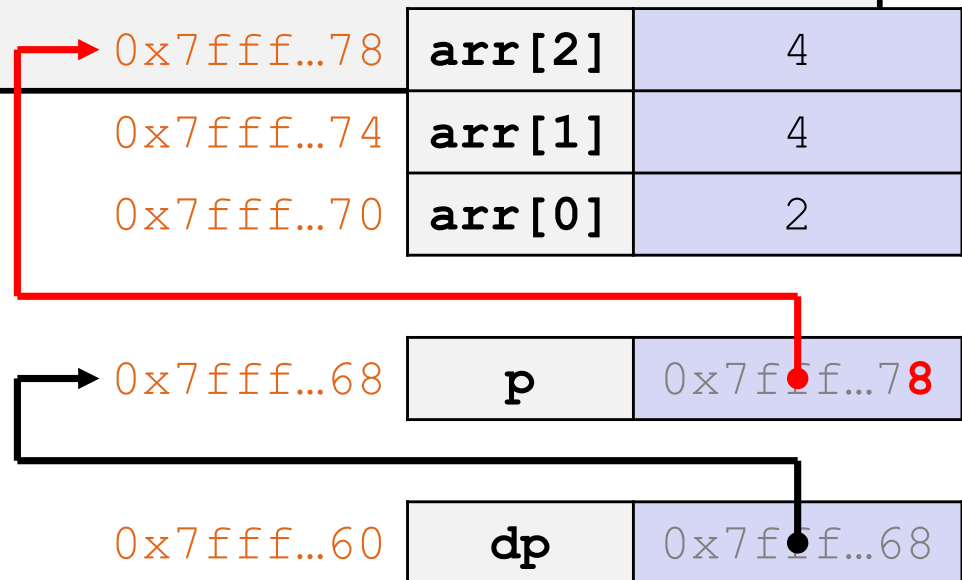 0x7fff…78 arr[2] 4
0x7fff…74 arr[1] 4
0x7fff…70 arr[0] 2
0x7fff…68 p 0x7fff…78
0x7fff…60 dp 0x7fff…68